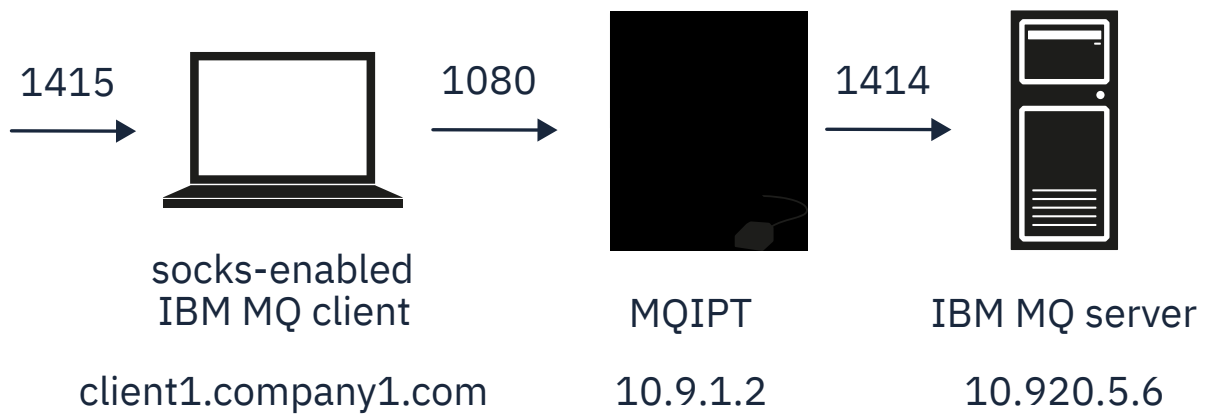 1415
1080
1414
socks-enabled
IBM MQ client
MQIPT
IBM MQ server
client1.company1.com
10.9.1.2
10.920.5.6